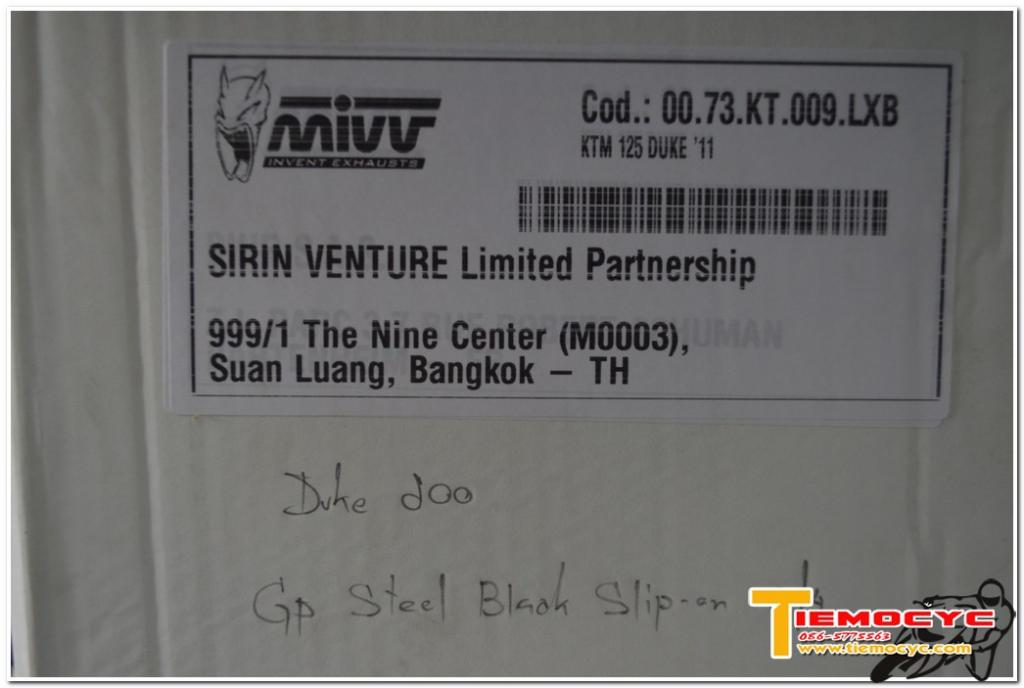 mivv
INVENT EXHAUSTS
Cod.: 00.73.KT.009.LXB
KTM 125 DUKE '11
SIRIN VENTURE Limited Partnership
999/1 The Nine Center (M0003),
Suan Luang, Bangkok – TH
Duke 200
Gp Steel Black Slip-on
TIEMOCYC
086-5775563
www.tiemocyc.com